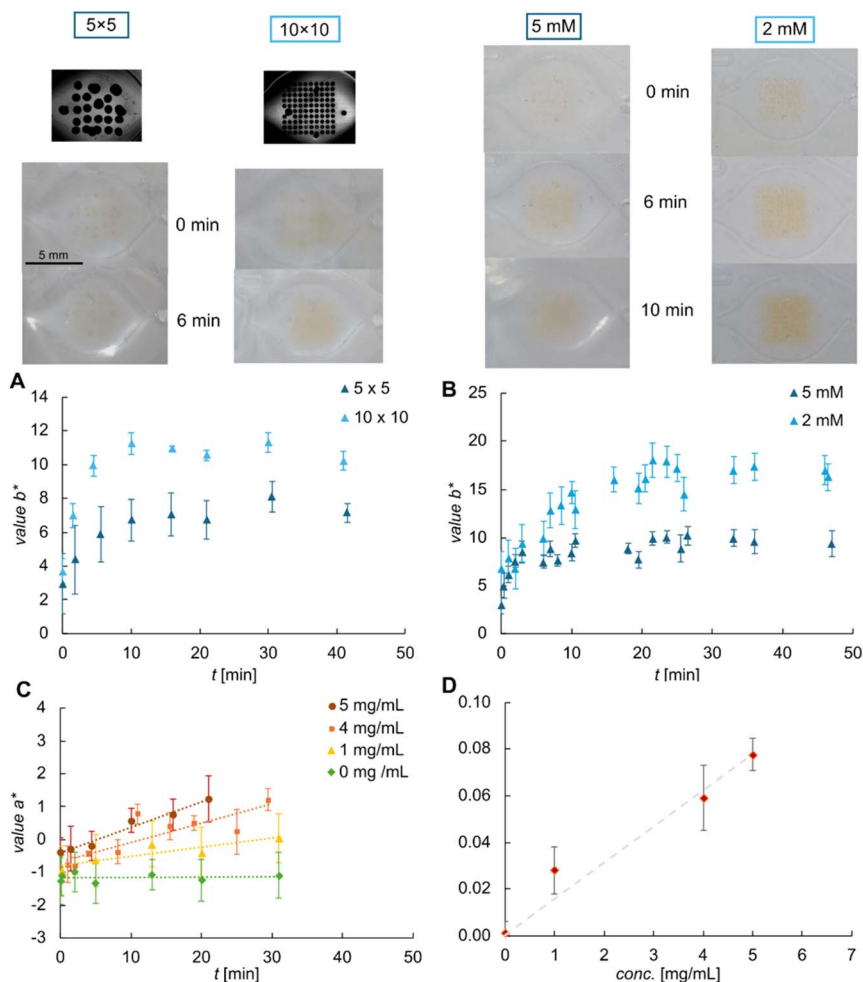 5×5
10×10
5 mM
2 mM
0 min
0 min
5 mm
6 min
6 min
10 min
A
14
12
10
8
6
4
2
0
value b*
0 10 20 30 40 50
t [min]
5 x 5
10 x 10
B
25
20
15
10
5
0
value b*
0 10 20 30 40 50
t [min]
5 mM
2 mM
C
4
3
2
1
0
-1
-2
-3
value a*
0 10 20 30 40 50
t [min]
5 mg/mL
4 mg/mL
1 mg/mL
0 mg /mL
D
0.10
0.08
0.06
0.04
0.02
0.00
0 1 2 3 4 5 6 7
conc. [mg/mL]